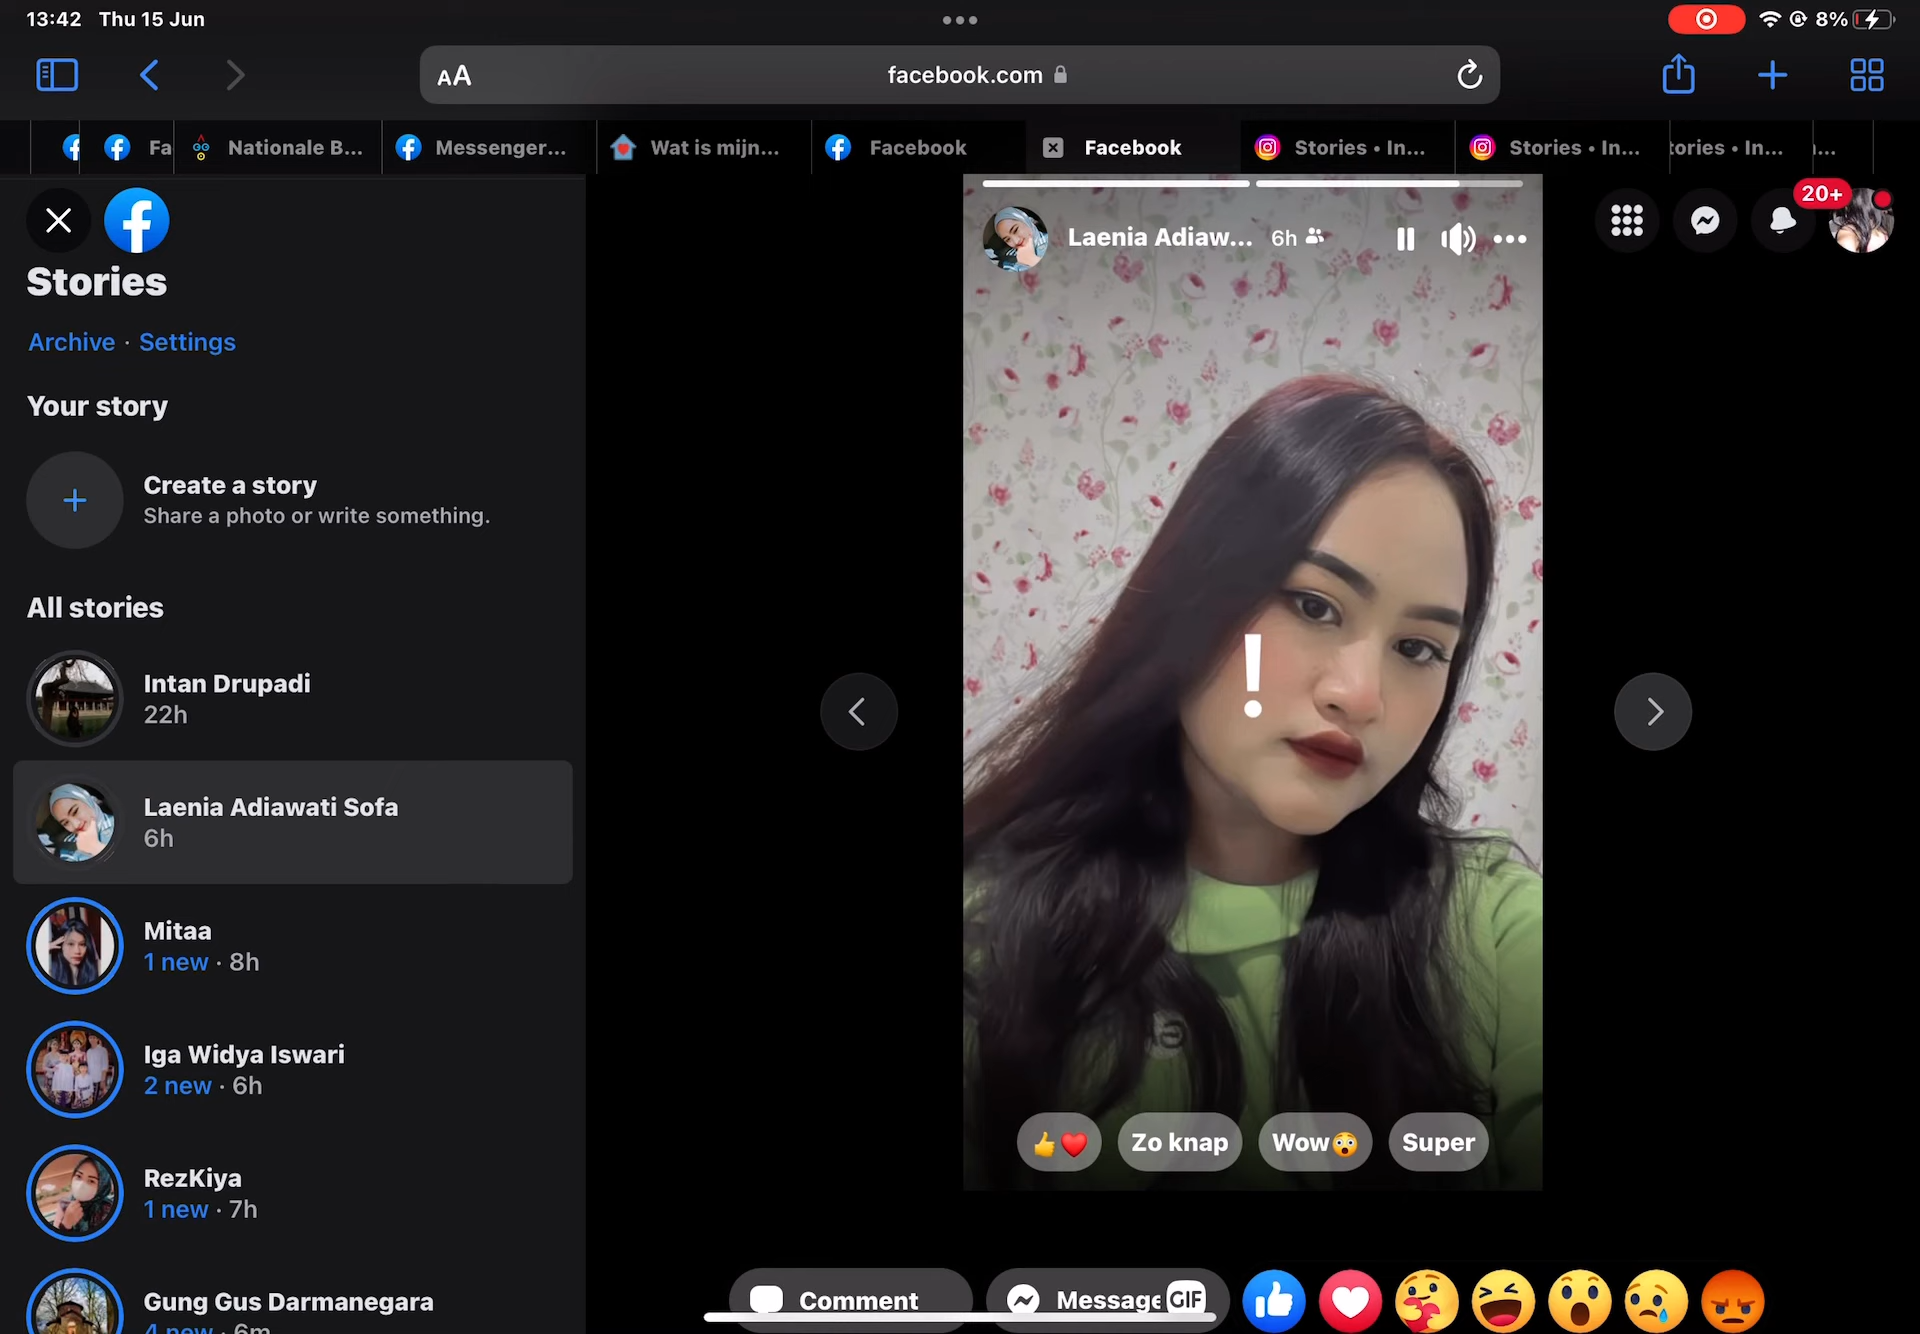 13:42 Thu 15 Jun
8%
AA
facebook.com
Fa
Nationale B...
Messenger...
Wat is mijn...
Facebook
Facebook
Stories • In...
Stories • In...
tories • In...
Stories
Archive · Settings
Your story
Create a story
Share a photo or write something.
All stories
Intan Drupadi
22h
Laenia Adiawati Sofa
6h
Mitaa
1 new · 8h
Iga Widya Iswari
2 new · 6h
RezKiya
1 new · 7h
Gung Gus Darmanegara
4 new · 6m
Laenia Adiaw... 6h
20+
!
Zo knap
Wow😯
Super
Comment
Message
GIF